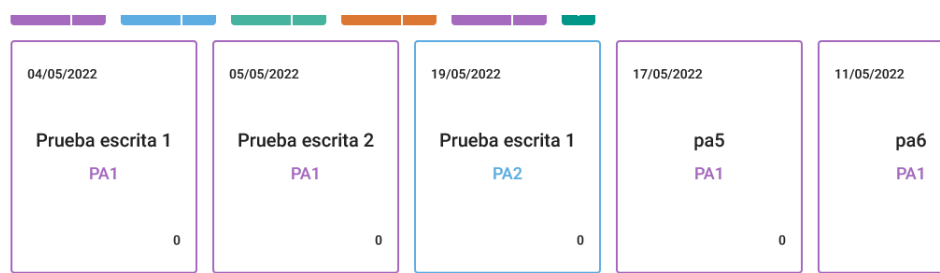 04/05/2022
Prueba escrita 1
PA1
0
05/05/2022
Prueba escrita 2
PA1
0
19/05/2022
Prueba escrita 1
PA2
0
17/05/2022
pa5
PA1
0
11/05/2022
pa6
PA1